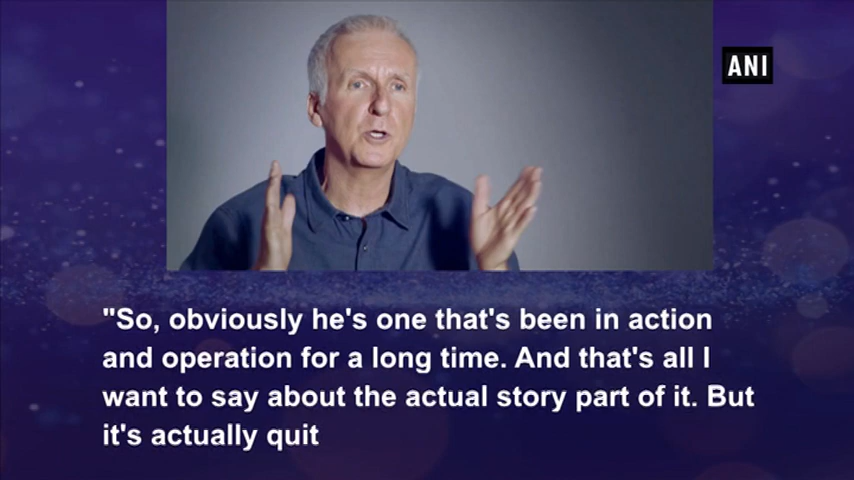 ANI
"So, obviously he's one that's been in action
and operation for a long time. And that's all I
want to say about the actual story part of it. But
it's actually quit